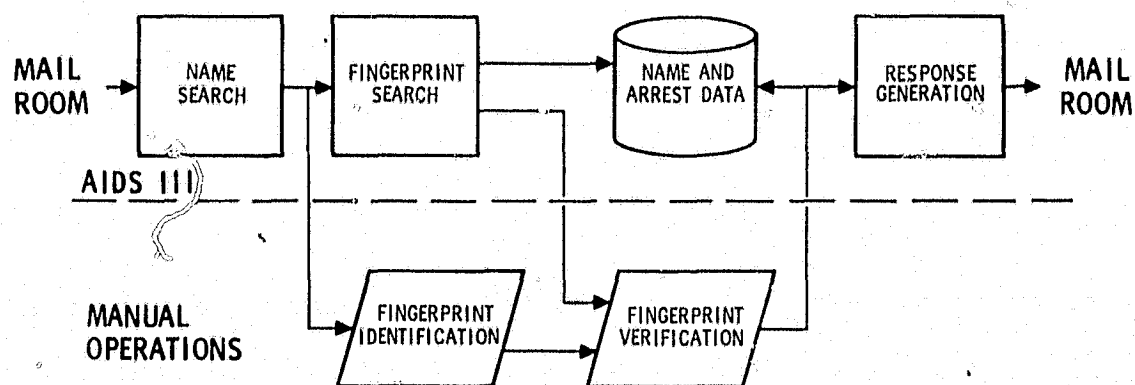 MAIL
ROOM
NAME
SEARCH
FINGERPRINT
SEARCH
NAME AND
ARREST DATA
RESPONSE
GENERATION
MAIL
ROOM
AIDS III
MANUAL
OPERATIONS
FINGERPRINT
IDENTIFICATION
FINGERPRINT
VERIFICATION